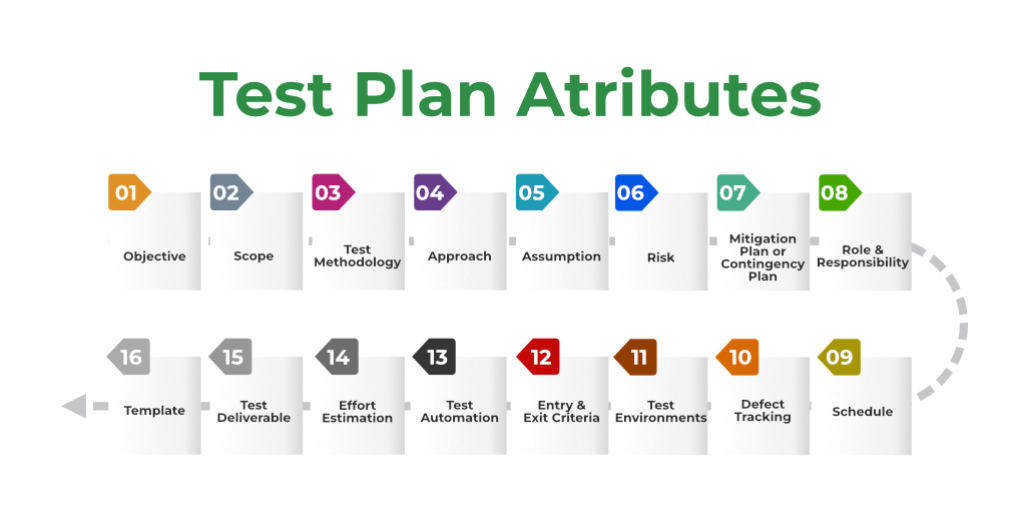 Test Plan Atributes
01
Objective
02
Scope
03
Test
Methodology
04
Approach
05
Assumption
06
Risk
07
Mitigation
Plan or
Contingency
Plan
08
Role &
Responsibility
09
Schedule
10
Defect
Tracking
11
Test
Environments
12
Entry &
Exit Criteria
13
Test
Automation
14
Effort
Estimation
15
Test
Deliverable
16
Template